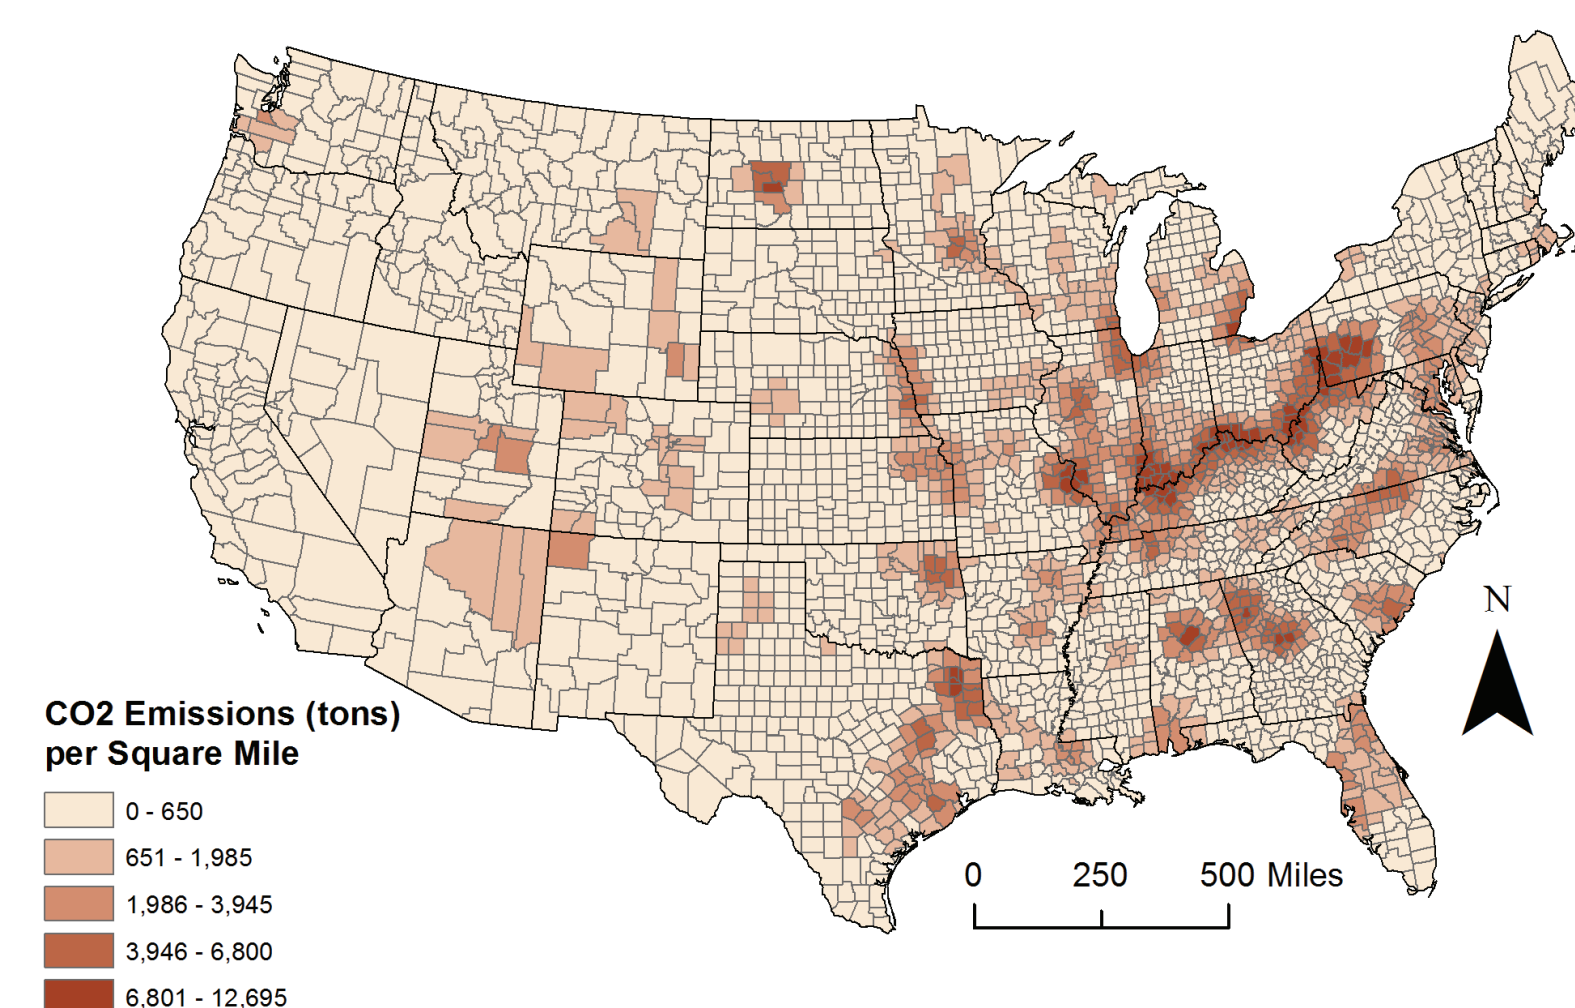 N
CO2 Emissions (tons)
per Square Mile
0 - 650
651 - 1,985
1,986 - 3,945
3,946 - 6,800
6,801 - 12,695
0 250 500 Miles